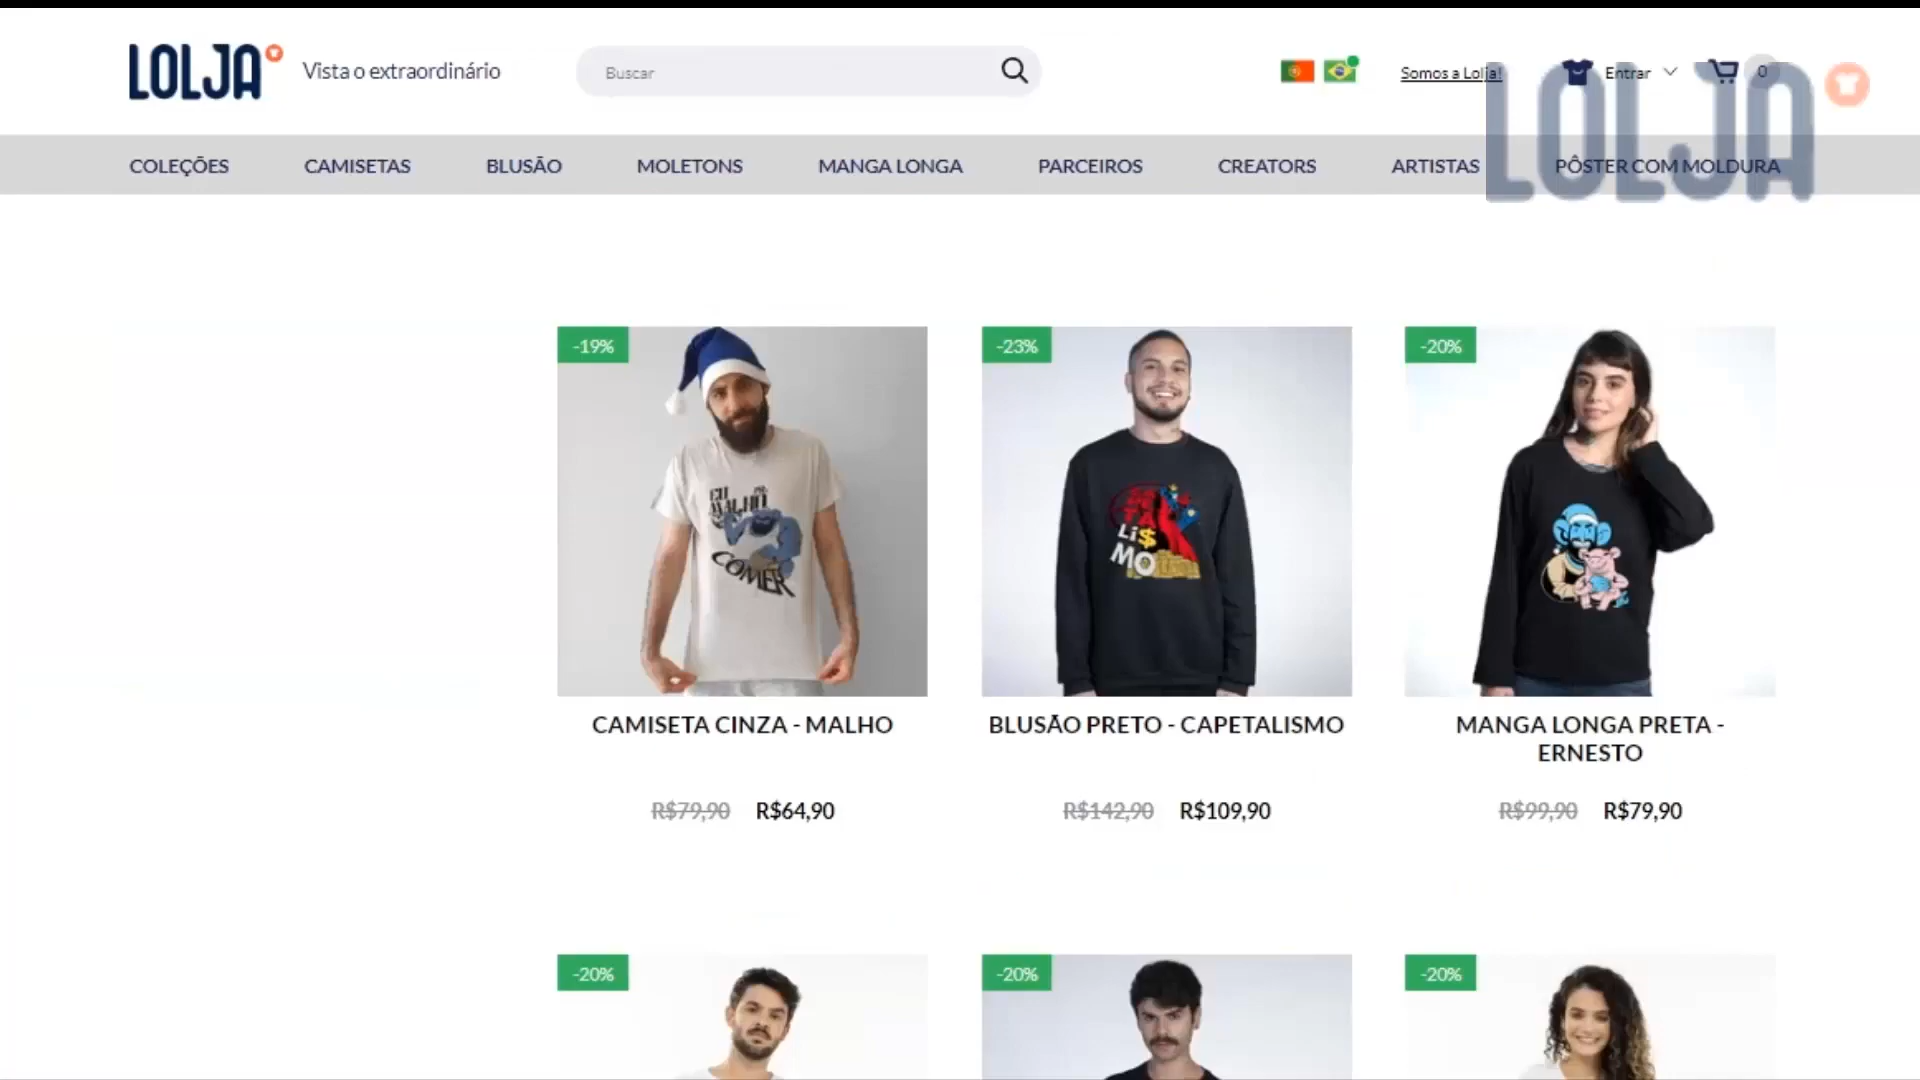 LOLJA
Vista o extraordinário
Buscar
Somos a Lolja!
Entrar
0
LOLJA
COLEÇÕES
CAMISETAS
BLUSÃO
MOLETONS
MANGA LONGA
PARCEIROS
CREATORS
ARTISTAS
PÔSTER COM MOLDURA
-19%
-23%
-20%
COMER
Li$
MO
CAMISETA CINZA - MALHO
BLUSÃO PRETO - CAPETALISMO
MANGA LONGA PRETA -
ERNESTO
R$79,90 R$64,90
R$142,90 R$109,90
R$99,90 R$79,90
-20%
-20%
-20%